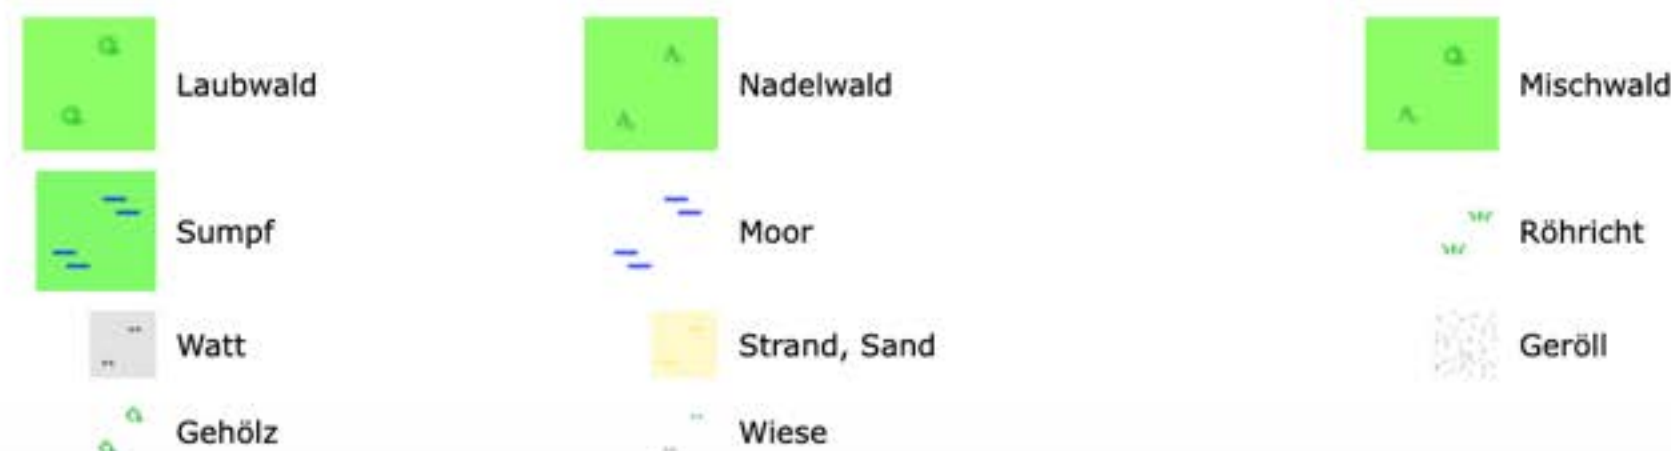 Laubwald Nadelwald Mischwald
Sumpf Moor Röhricht
Watt Strand, Sand Geröll
Gehölz Wiese